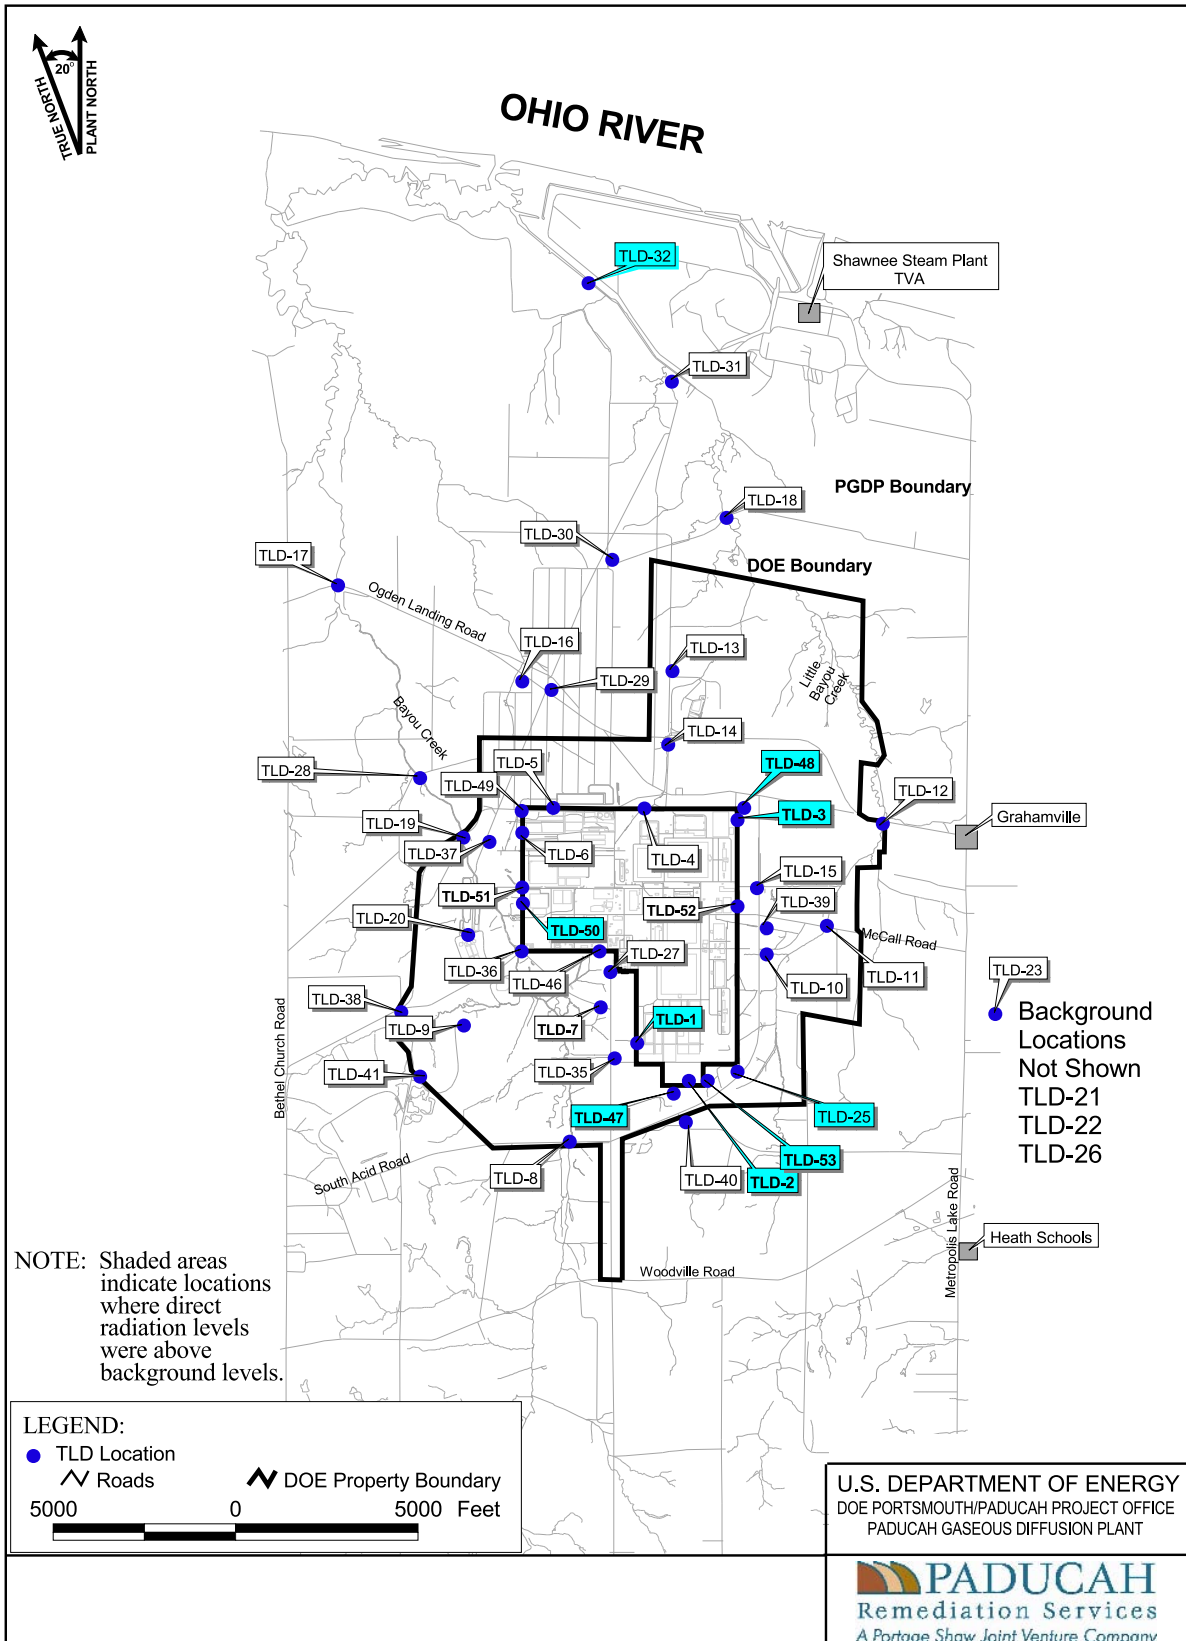 20°
TRUE NORTH
PLANT NORTH
OHIO RIVER
TLD-32
Shawnee Steam Plant
TVA
TLD-31
PGDP Boundary
TLD-18
TLD-30
TLD-17
DOE Boundary
Ogden Landing Road
TLD-16
TLD-13
TLD-29
Little
Bayou
Creek
Bayou Creek
TLD-14
TLD-28
TLD-5
TLD-48
TLD-49
TLD-12
TLD-3
Grahamville
TLD-19
TLD-37
TLD-6
TLD-4
TLD-15
TLD-51
TLD-52
TLD-39
TLD-20
TLD-50
McCall Road
TLD-36
TLD-46
TLD-27
TLD-10
TLD-11
TLD-23
TLD-38
TLD-9
TLD-7
TLD-1
Background
Locations
Not Shown
TLD-21
TLD-22
TLD-26
Bethel Church Road
TLD-41
TLD-35
TLD-47
TLD-25
TLD-53
South Acid Road
TLD-8
TLD-40
TLD-2
Metropolis Lake Road
Heath Schools
Woodville Road
NOTE: Shaded areas
indicate locations
where direct
radiation levels
were above
background levels.
LEGEND:
TLD Location
Roads
DOE Property Boundary
5000 0 5000 Feet
U.S. DEPARTMENT OF ENERGY
DOE PORTSMOUTH/PADUCAH PROJECT OFFICE
PADUCAH GASEOUS DIFFUSION PLANT
PADUCAH
Remediation Services
A Portage Shaw Joint Venture Company